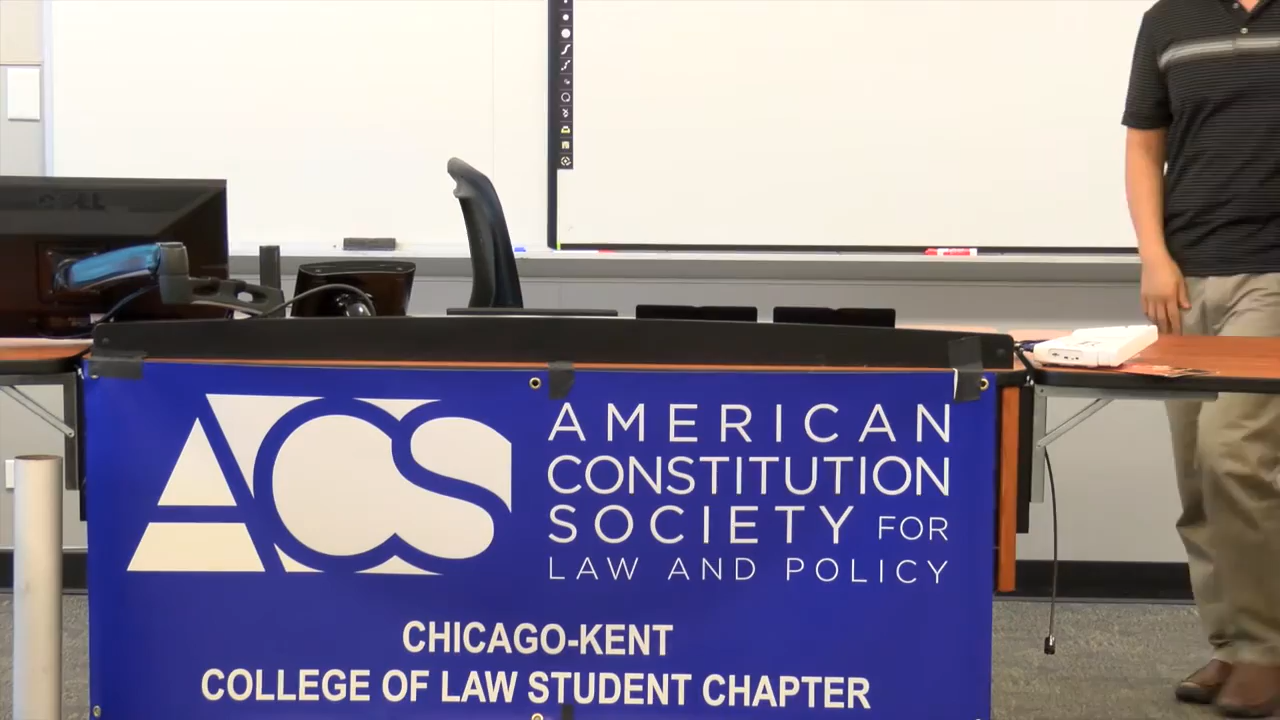 ACS
AMERICAN
CONSTITUTION
SOCIETY FOR
LAW AND POLICY
CHICAGO-KENT
COLLEGE OF LAW STUDENT CHAPTER